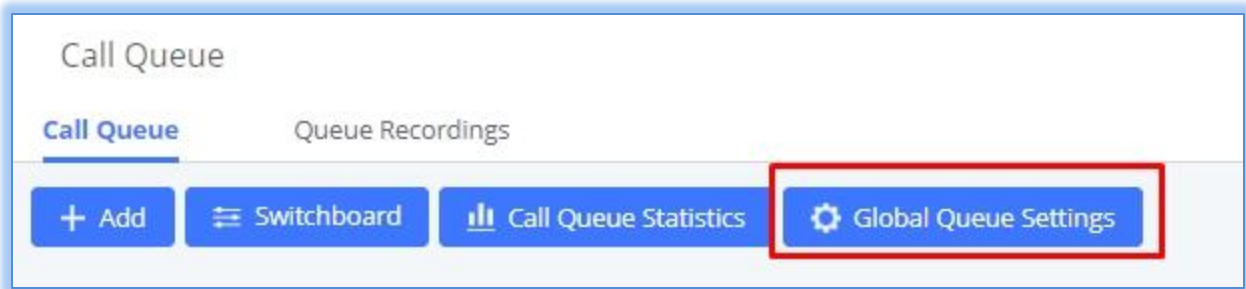 Call Queue
Call Queue Queue Recordings
+ Add Switchboard Call Queue Statistics Global Queue Settings